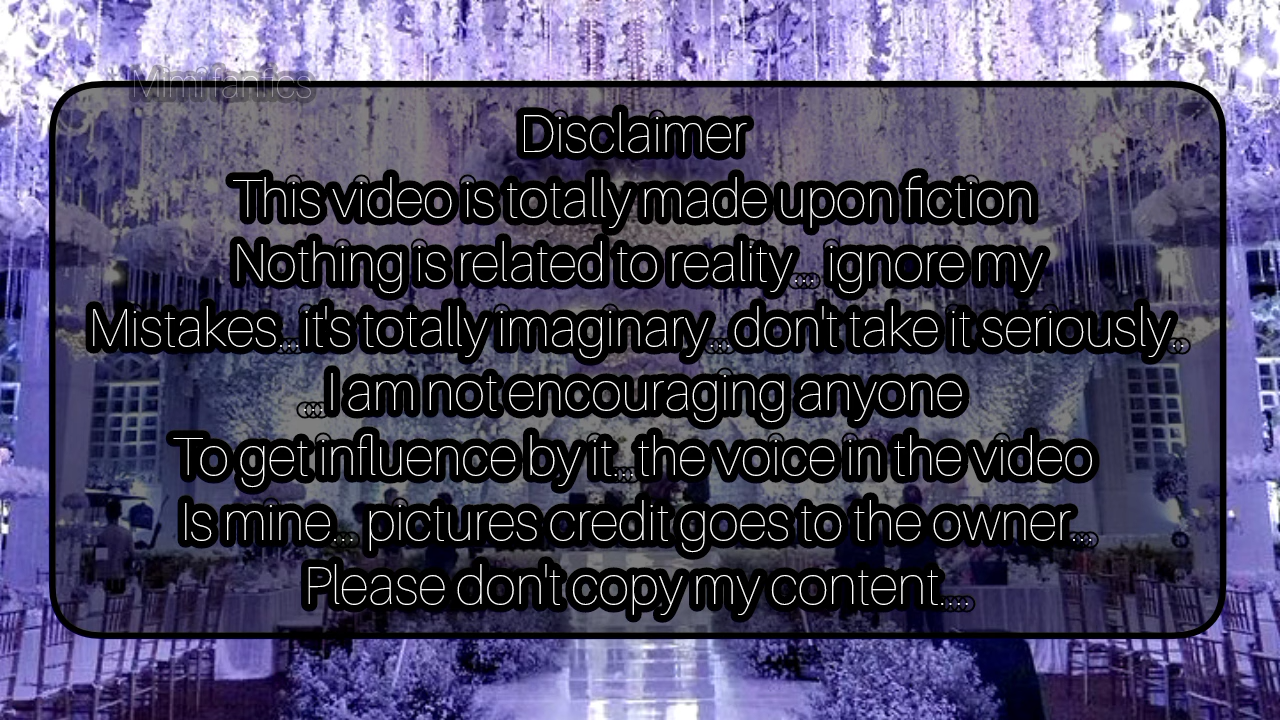 Mimi fanfics
Disclaimer
This video is totally made upon fiction
Nothing is related to reality... ignore my
Mistakes...it's totally imaginary...don't take it seriously..
...I am not encouraging anyone
To get influence by it...the voice in the video
Is mine... pictures credit goes to the owner...
Please don't copy my content....